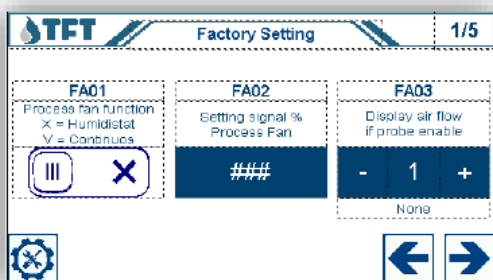 TFT
Factory Setting
1/5
FA01
Process fan function
X = Humidistat
V = Continuos
X
FA02
Setting signal %
Process Fan
###
FA03
Display air flow
if probe enable
- 1 +
None